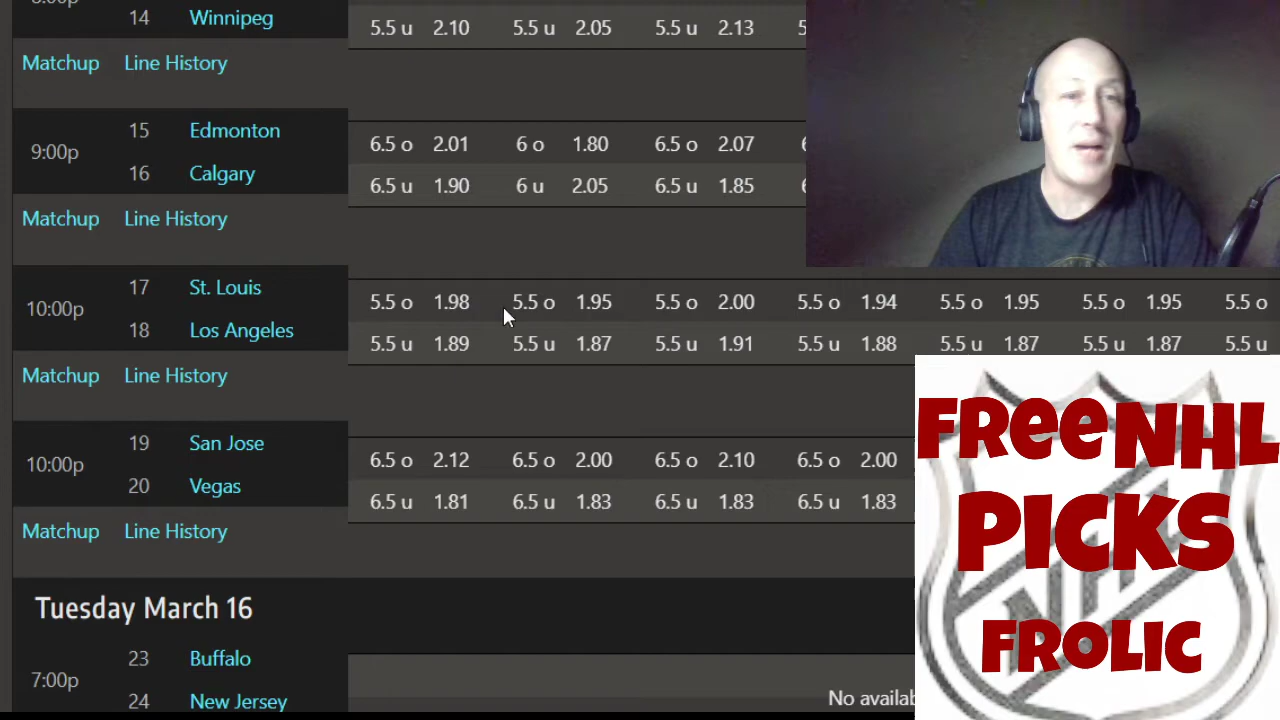 14 Winnipeg 5.5 u 2.10 5.5 u 2.05 5.5 u 2.13
Matchup Line History
9:00p
15 Edmonton 6.5 o 2.01 6 o 1.80 6.5 o 2.07
16 Calgary 6.5 u 1.90 6 u 2.05 6.5 u 1.85
Matchup Line History
10:00p
17 St. Louis 5.5 o 1.98 5.5 o 1.95 5.5 o 2.00 5.5 o 1.94 5.5 o 1.95 5.5 o 1.95 5.5 o
18 Los Angeles 5.5 u 1.89 5.5 u 1.87 5.5 u 1.91 5.5 u 1.88 5.5 u 1.87 5.5 u 1.87 5.5 u
Matchup Line History
10:00p
19 San Jose 6.5 o 2.12 6.5 o 2.00 6.5 o 2.10 6.5 o 2.00
20 Vegas 6.5 u 1.81 6.5 u 1.83 6.5 u 1.83 6.5 u 1.83
Matchup Line History
Tuesday March 16
7:00p
23 Buffalo
24 New Jersey
No
FREE NHL
PICKS
NHL
FROLIC